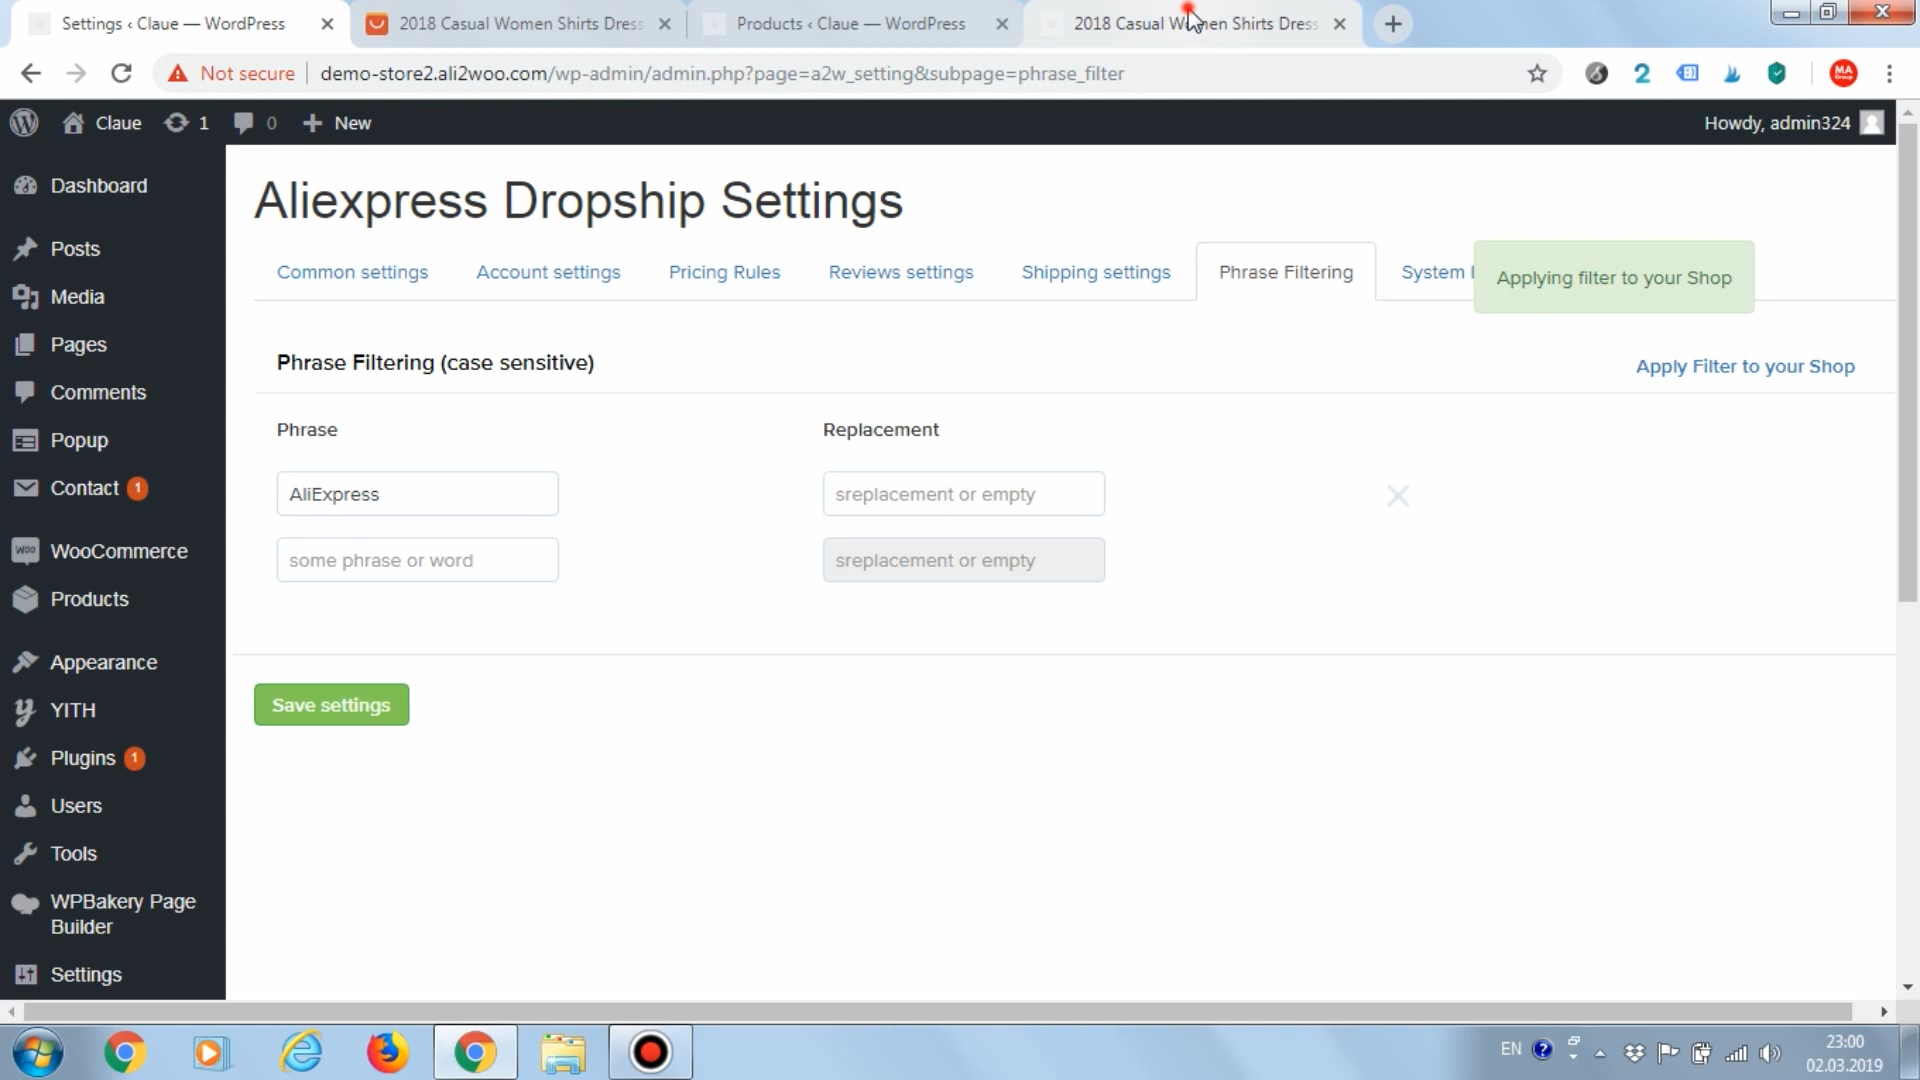 Settings ‹ Claue — WordPress
2018 Casual Women Shirts Dress
Products ‹ Claue — WordPress
2018 Casual Women Shirts Dress
Not secure
demo-store2.ali2woo.com/wp-admin/admin.php?page=a2w_setting&subpage=phrase_filter
2
MA
Claue
1
0
New
Howdy, admin324
Dashboard
Posts
Media
Pages
Comments
Popup
Contact 1
WooCommerce
Products
Appearance
YITH
Plugins 1
Users
Tools
WPBakery Page
Builder
Settings
Aliexpress Dropship Settings
Common settings
Account settings
Pricing Rules
Reviews settings
Shipping settings
Phrase Filtering
System
Applying filter to your Shop
Phrase Filtering (case sensitive)
Apply Filter to your Shop
Phrase
Replacement
AliExpress
sreplacement or empty
some phrase or word
sreplacement or empty
Save settings
EN
23:00
02.03.2019